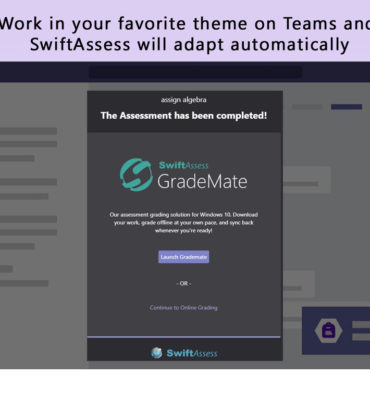 Work in your favorite theme on Teams and
SwiftAssess will adapt automatically
assign algebra
The Assessment has been completed!
SwiftAssess
GradeMate
Our assessment grading solution for Windows 10, Download
your work, grade offline at your own pace, and sync back
whenever you're ready!
Launch Grademate
- OR -
Continue to Online Grading
SwiftAssess